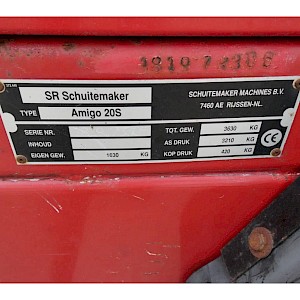 SR Schuitemaker
SCHUITEMAKER MACHINES B.V.
7460 AE RIJSSEN-NL.
TYPE Amigo 20S
SERIE NR. TOT. GEW. 3630 KG
INHOUD AS DRUK 3210 KG
EIGEN GEW. 1630 KG KOP DRUK 420 KG
CE